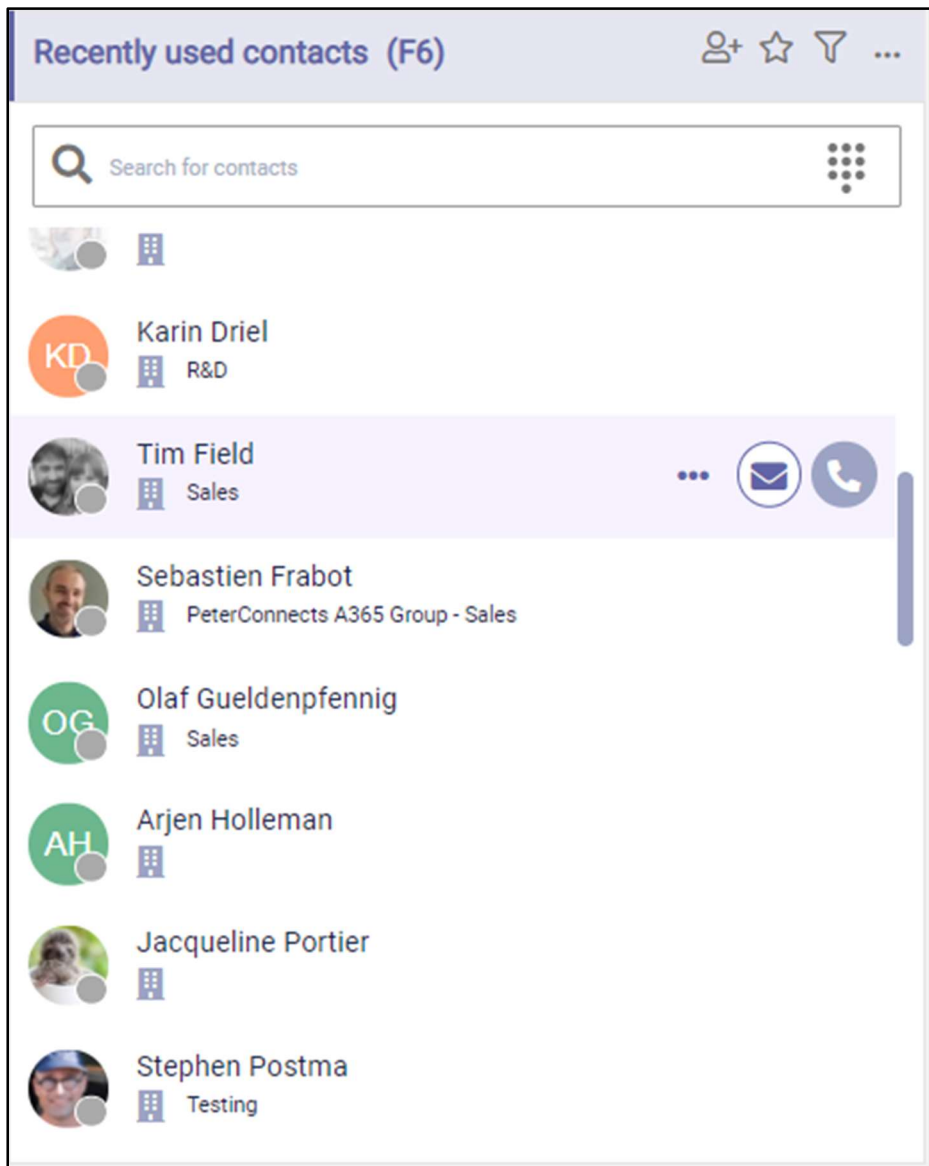 Recently used contacts (F6)
Search for contacts
KD
Karin Driel
R&D
Tim Field
Sales
Sebastien Frabot
PeterConnects A365 Group - Sales
OG
Olaf Gueldenpfennig
Sales
AH
Arjen Holleman
Jacqueline Portier
Stephen Postma
Testing